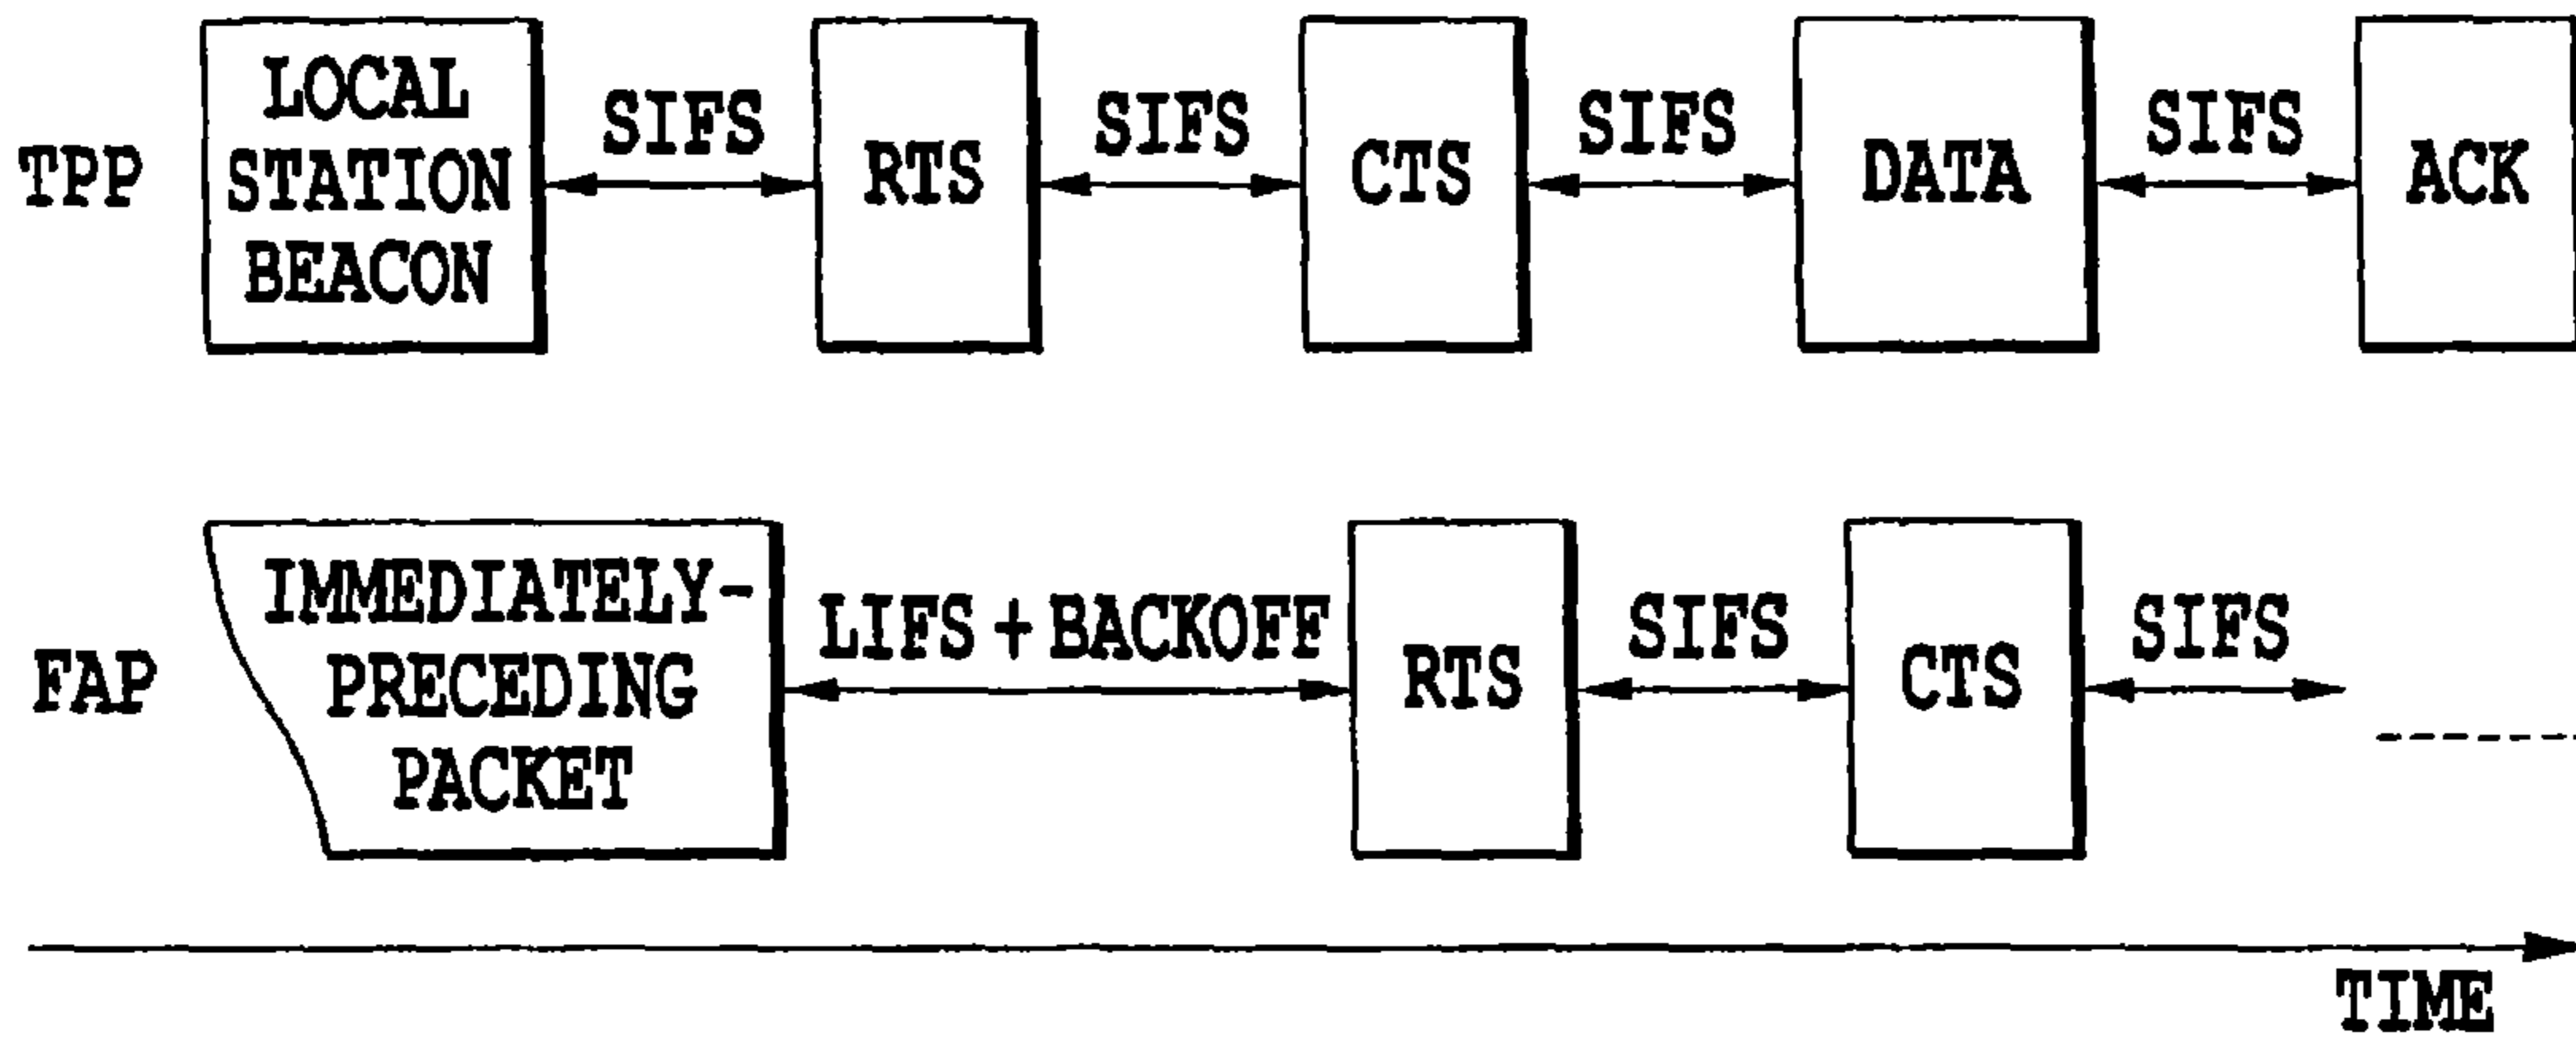 TPP
LOCAL
STATION
BEACON
SIFS
RTS
SIFS
CTS
SIFS
DATA
SIFS
ACK
FAP
IMMEDIATELY-
PRECEDING
PACKET
LIFS + BACKOFF
RTS
SIFS
CTS
SIFS
TIME